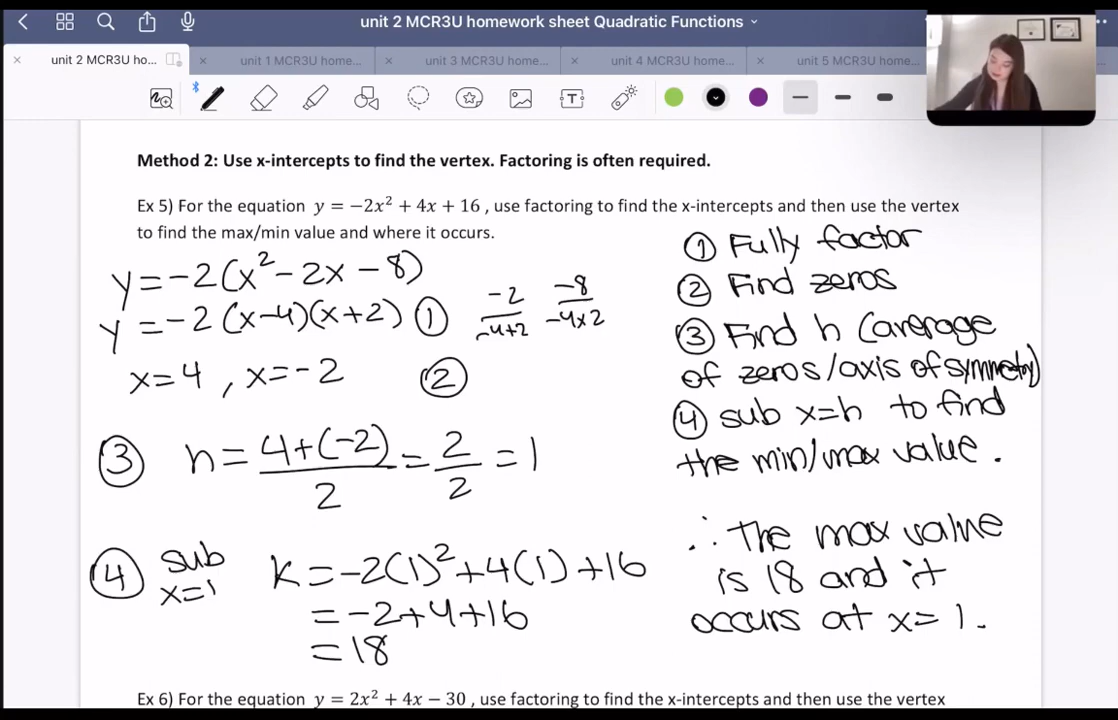 unit 2 MCR3U homework sheet Quadratic Functions
unit 2 MCR3U ho...
unit 1 MCR3U home...
unit 3 MCR3U home...
unit 4 MCR3U home...
unit 5 MCR3U home...
Method 2: Use x-intercepts to find the vertex. Factoring is often required.
Ex 5) For the equation y = −2x² + 4x + 16 , use factoring to find the x-intercepts and then use the vertex
to find the max/min value and where it occurs.
y = -2(x² - 2x - 8)
y = -2(x-4)(x+2) ①
-2 -8
-4+2 -4x2
x=4 , x=-2 ②
③ h = 4+(-2)/2 = 2/2 = 1
④ sub x=1
K = -2(1)² + 4(1) + 16
= -2+4+16
= 18
① Fully factor
② Find zeros
③ Find h (average
of zeros/axis of symmetry)
④ sub x=h to find
the min/max value.
∴ The max value
is 18 and it
occurs at x=1.
Ex 6) For the equation y = 2x² + 4x − 30 , use factoring to find the x-intercepts and then use the vertex